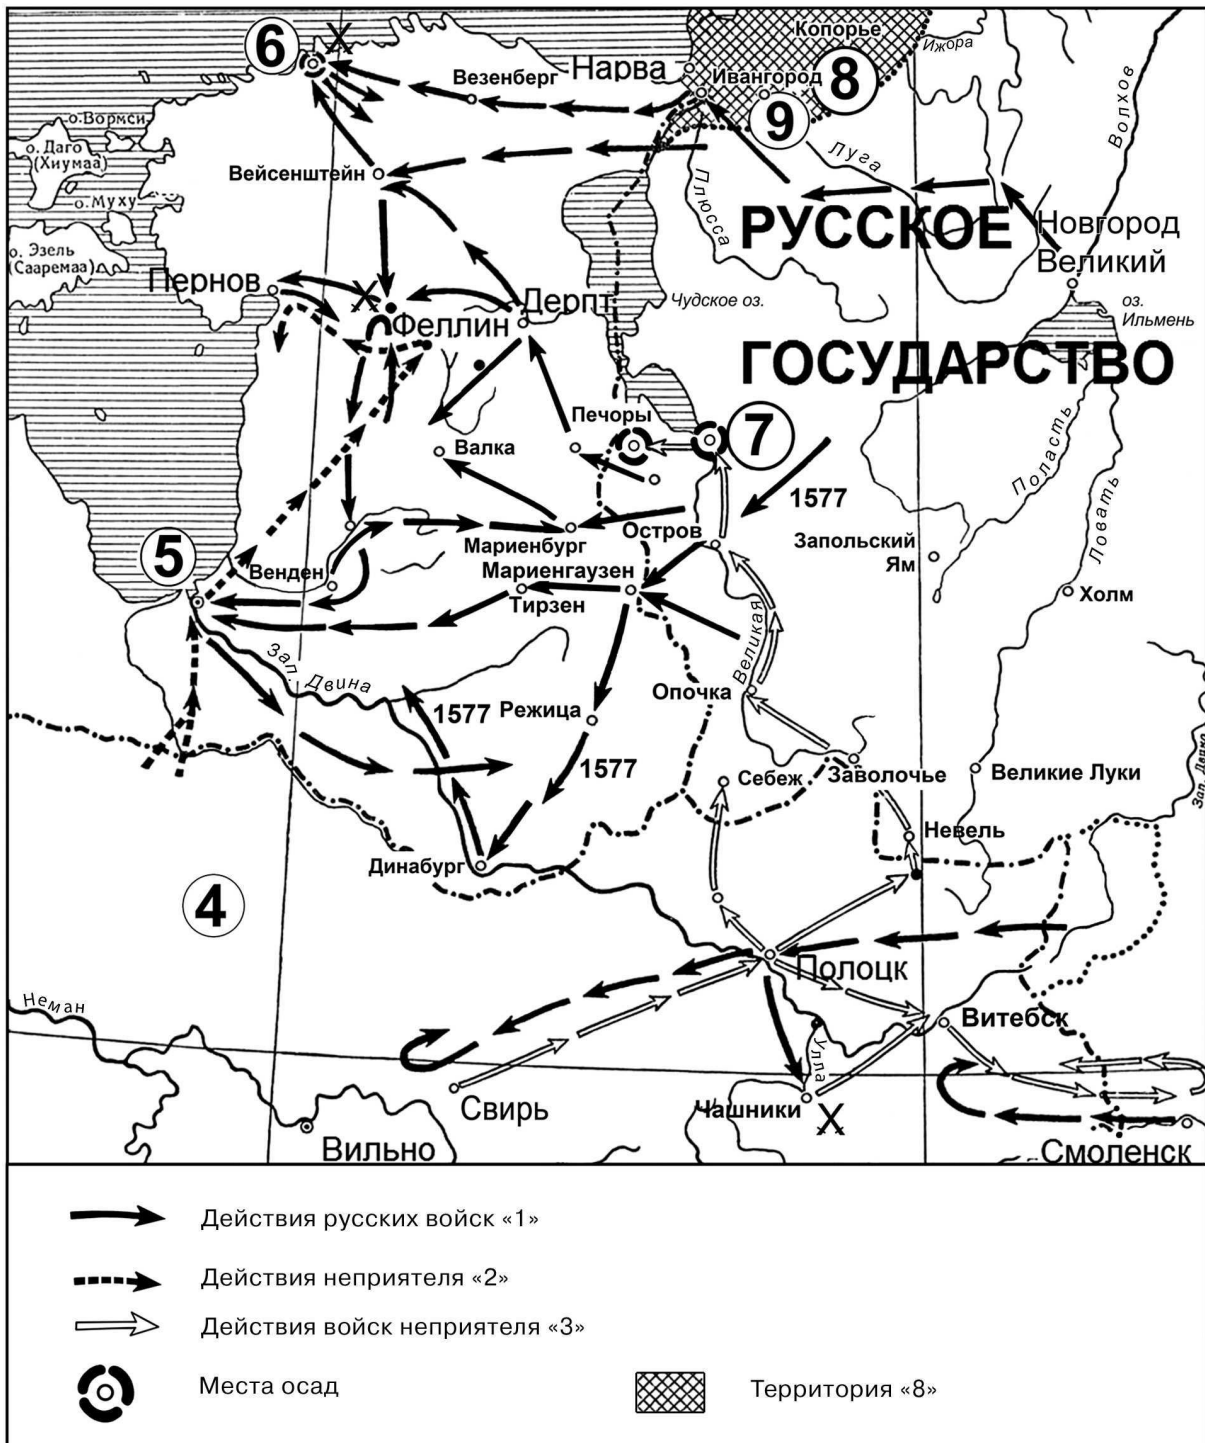 6
Копорье
Ижора
Нарва
Везенберг
Ивангород
8
9
Волхов
о.Вормси
о. Даго
(Хиумаа)
Вейсенштейн
Луга
о.Муху
Плюсса
РУССКОЕ
Новгород
Великий
о. Эзель
(Сааремаа)
Пернов
Дерпт
Чудское оз.
оз.
Ильмень
Феллин
ГОСУДАРСТВО
Печоры
7
Валка
1577
Поласть
Ловать
Остров
Запольский
Ям
5
Мариенбург
Венден
Мариенгаузен
Тирзен
Холм
Великая
Зап. Двина
Опочка
1577
Режица
1577
Себеж
Заволочье
Великие Луки
Зап. Двина
Невель
Динабург
4
Полоцк
Неман
Витебск
Улла
Свирь
Чашники
Вильно
Смоленск
Действия русских войск «1»
Действия неприятеля «2»
Действия войск неприятеля «3»
Места осад
Территория «8»